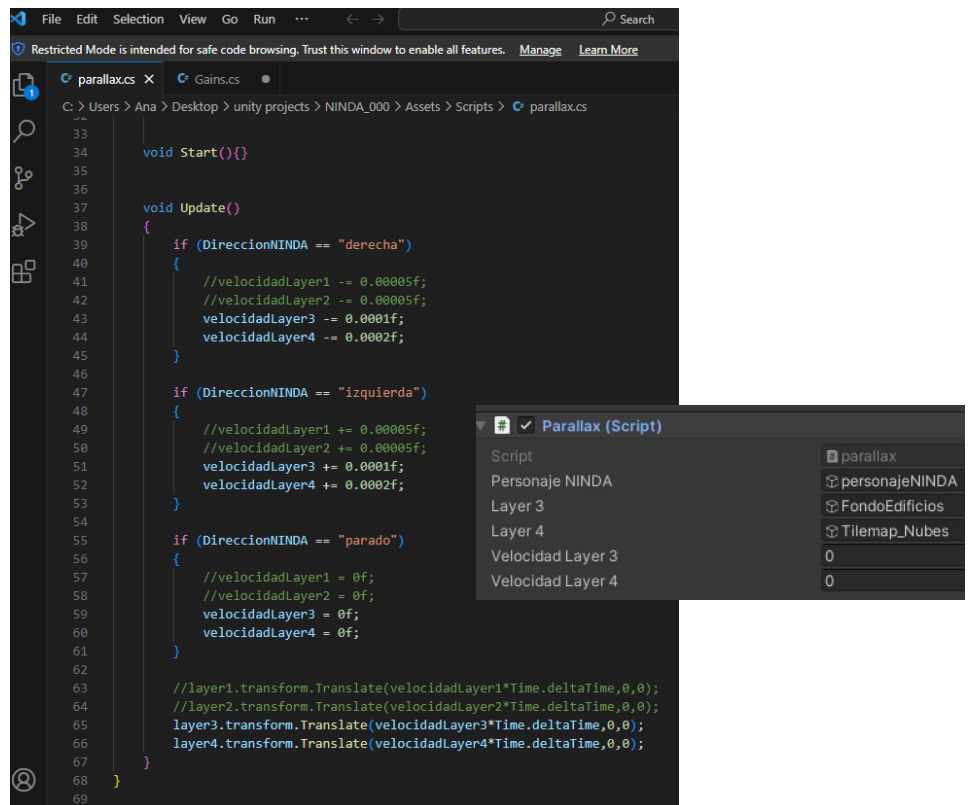 File Edit Selection View Go Run ··· ← → Search
Restricted Mode is intended for safe code browsing. Trust this window to enable all features. Manage Learn More
1
C# parallax.cs × C# Gains.cs ●
C: > Users > Ana > Desktop > unity projects > NINDA_000 > Assets > Scripts > C# parallax.cs
32
33
34 void Start(){}
35
36
37 void Update()
38 {
39 if (DireccionNINDA == "derecha")
40 {
41 //velocidadLayer1 -= 0.00005f;
42 //velocidadLayer2 -= 0.00005f;
43 velocidadLayer3 -= 0.0001f;
44 velocidadLayer4 -= 0.0002f;
45 }
46
47 if (DireccionNINDA == "izquierda")
48 {
49 //velocidadLayer1 += 0.00005f;
50 //velocidadLayer2 += 0.00005f;
51 velocidadLayer3 += 0.0001f;
52 velocidadLayer4 += 0.0002f;
53 }
54
55 if (DireccionNINDA == "parado")
56 {
57 //velocidadLayer1 = 0f;
58 //velocidadLayer2 = 0f;
59 velocidadLayer3 = 0f;
60 velocidadLayer4 = 0f;
61 }
62
63 //layer1.transform.Translate(velocidadLayer1*Time.deltaTime,0,0);
64 //layer2.transform.Translate(velocidadLayer2*Time.deltaTime,0,0);
65 layer3.transform.Translate(velocidadLayer3*Time.deltaTime,0,0);
66 layer4.transform.Translate(velocidadLayer4*Time.deltaTime,0,0);
67 }
68 }
69
# Parallax (Script)
Script # parallax
Personaje NINDA personajeNINDA
Layer 3 FondoEdificios
Layer 4 Tilemap_Nubes
Velocidad Layer 3 0
Velocidad Layer 4 0